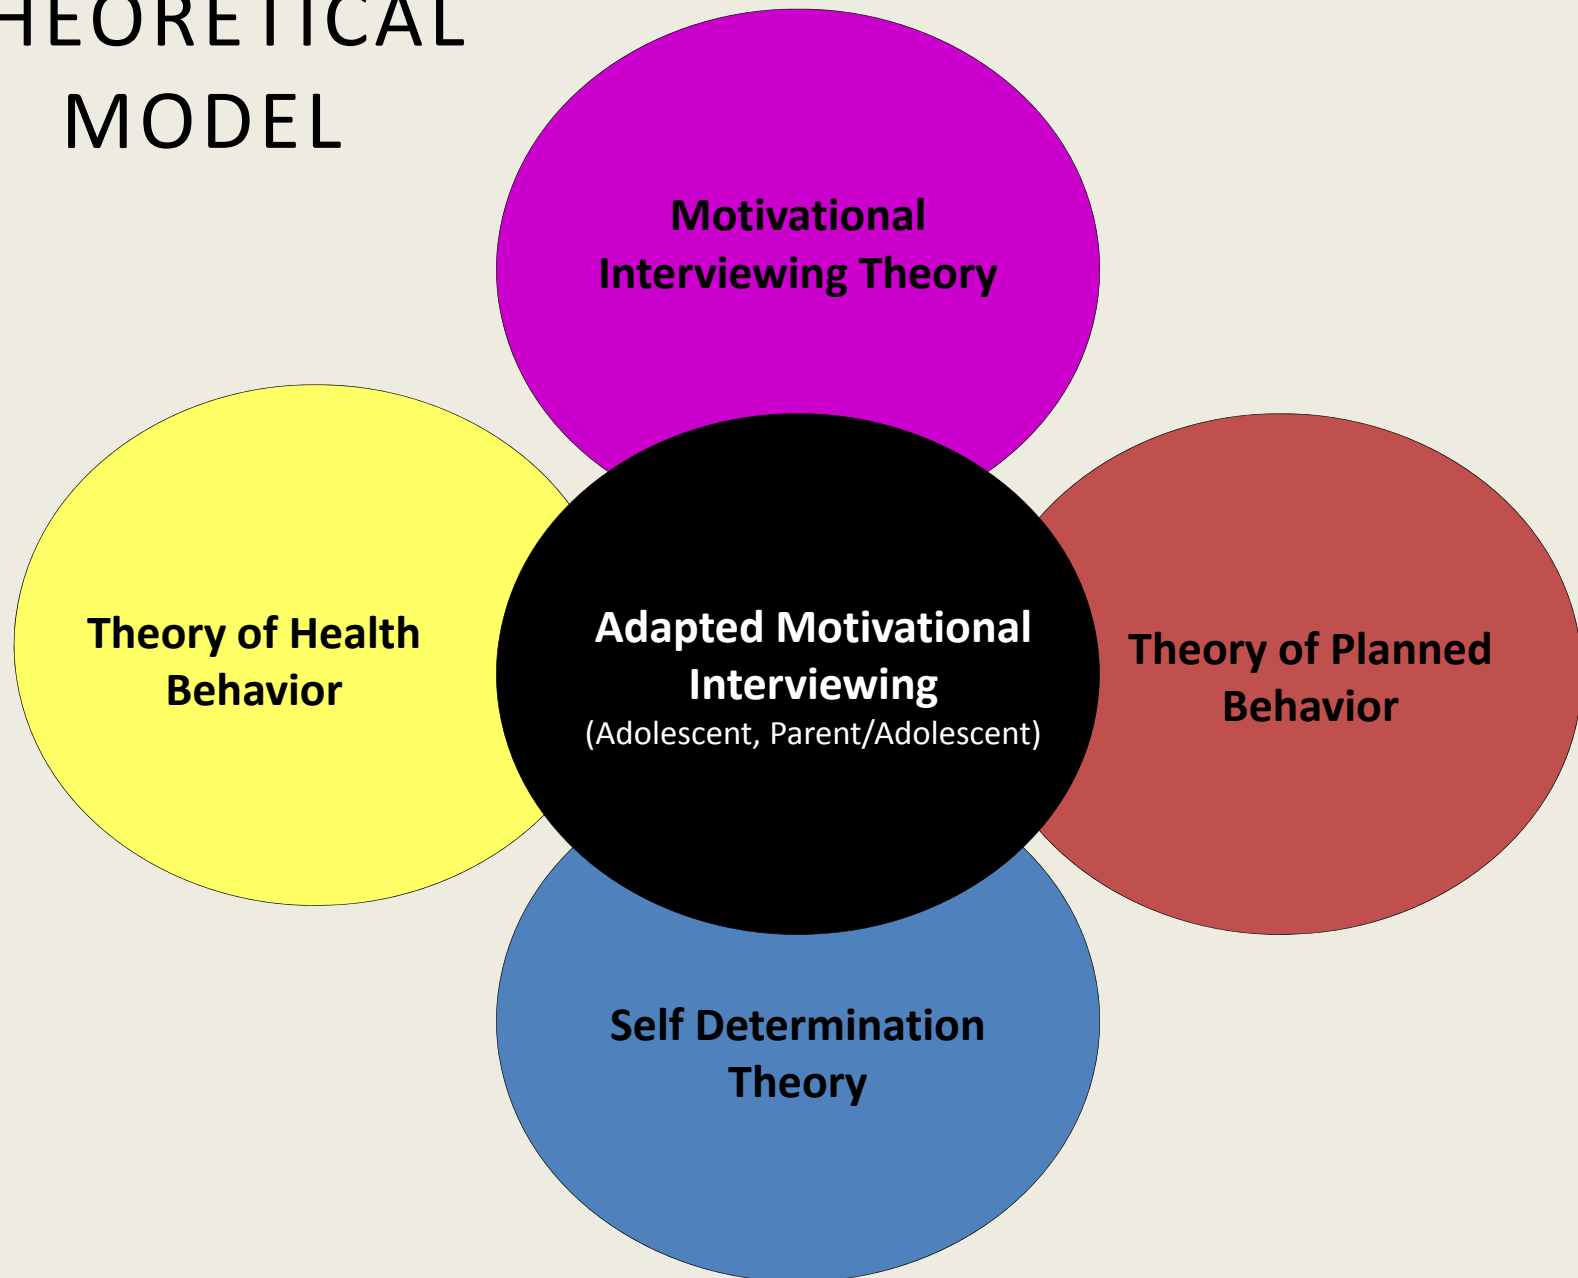 HEORETICAL
MODEL
Motivational
Interviewing Theory
Theory of Health
Behavior
Adapted Motivational
Interviewing
(Adolescent, Parent/Adolescent)
Theory of Planned
Behavior
Self Determination
Theory